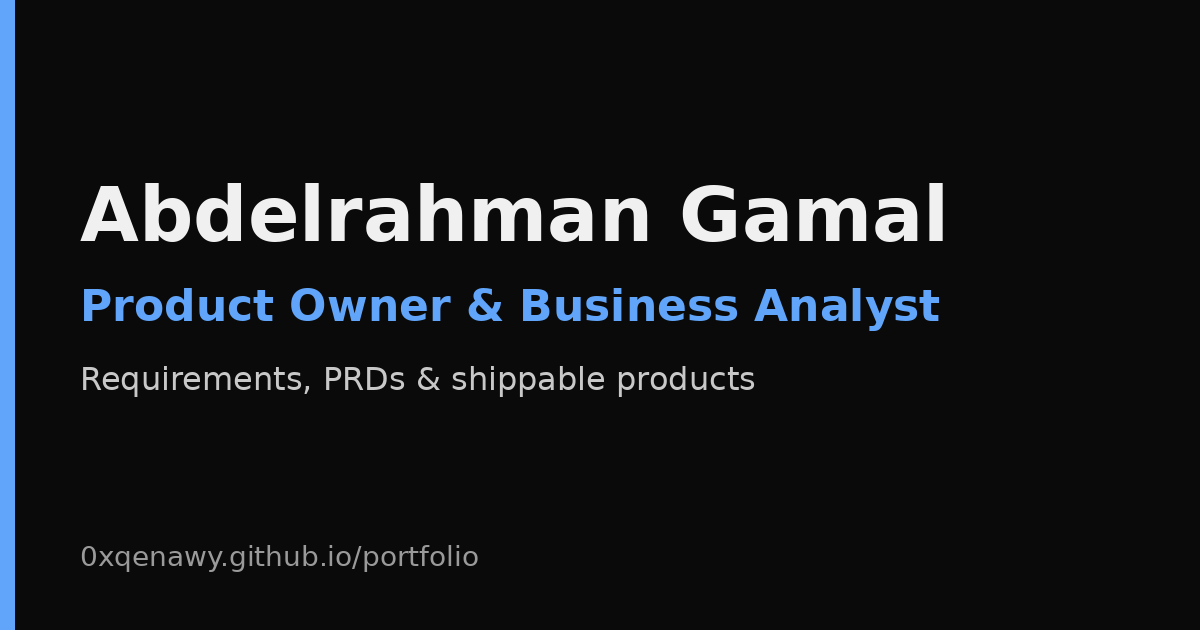 Abdelrahman Gamal
Product Owner & Business Analyst
Requirements, PRDs & shippable products
0xqenawy.github.io/portfolio